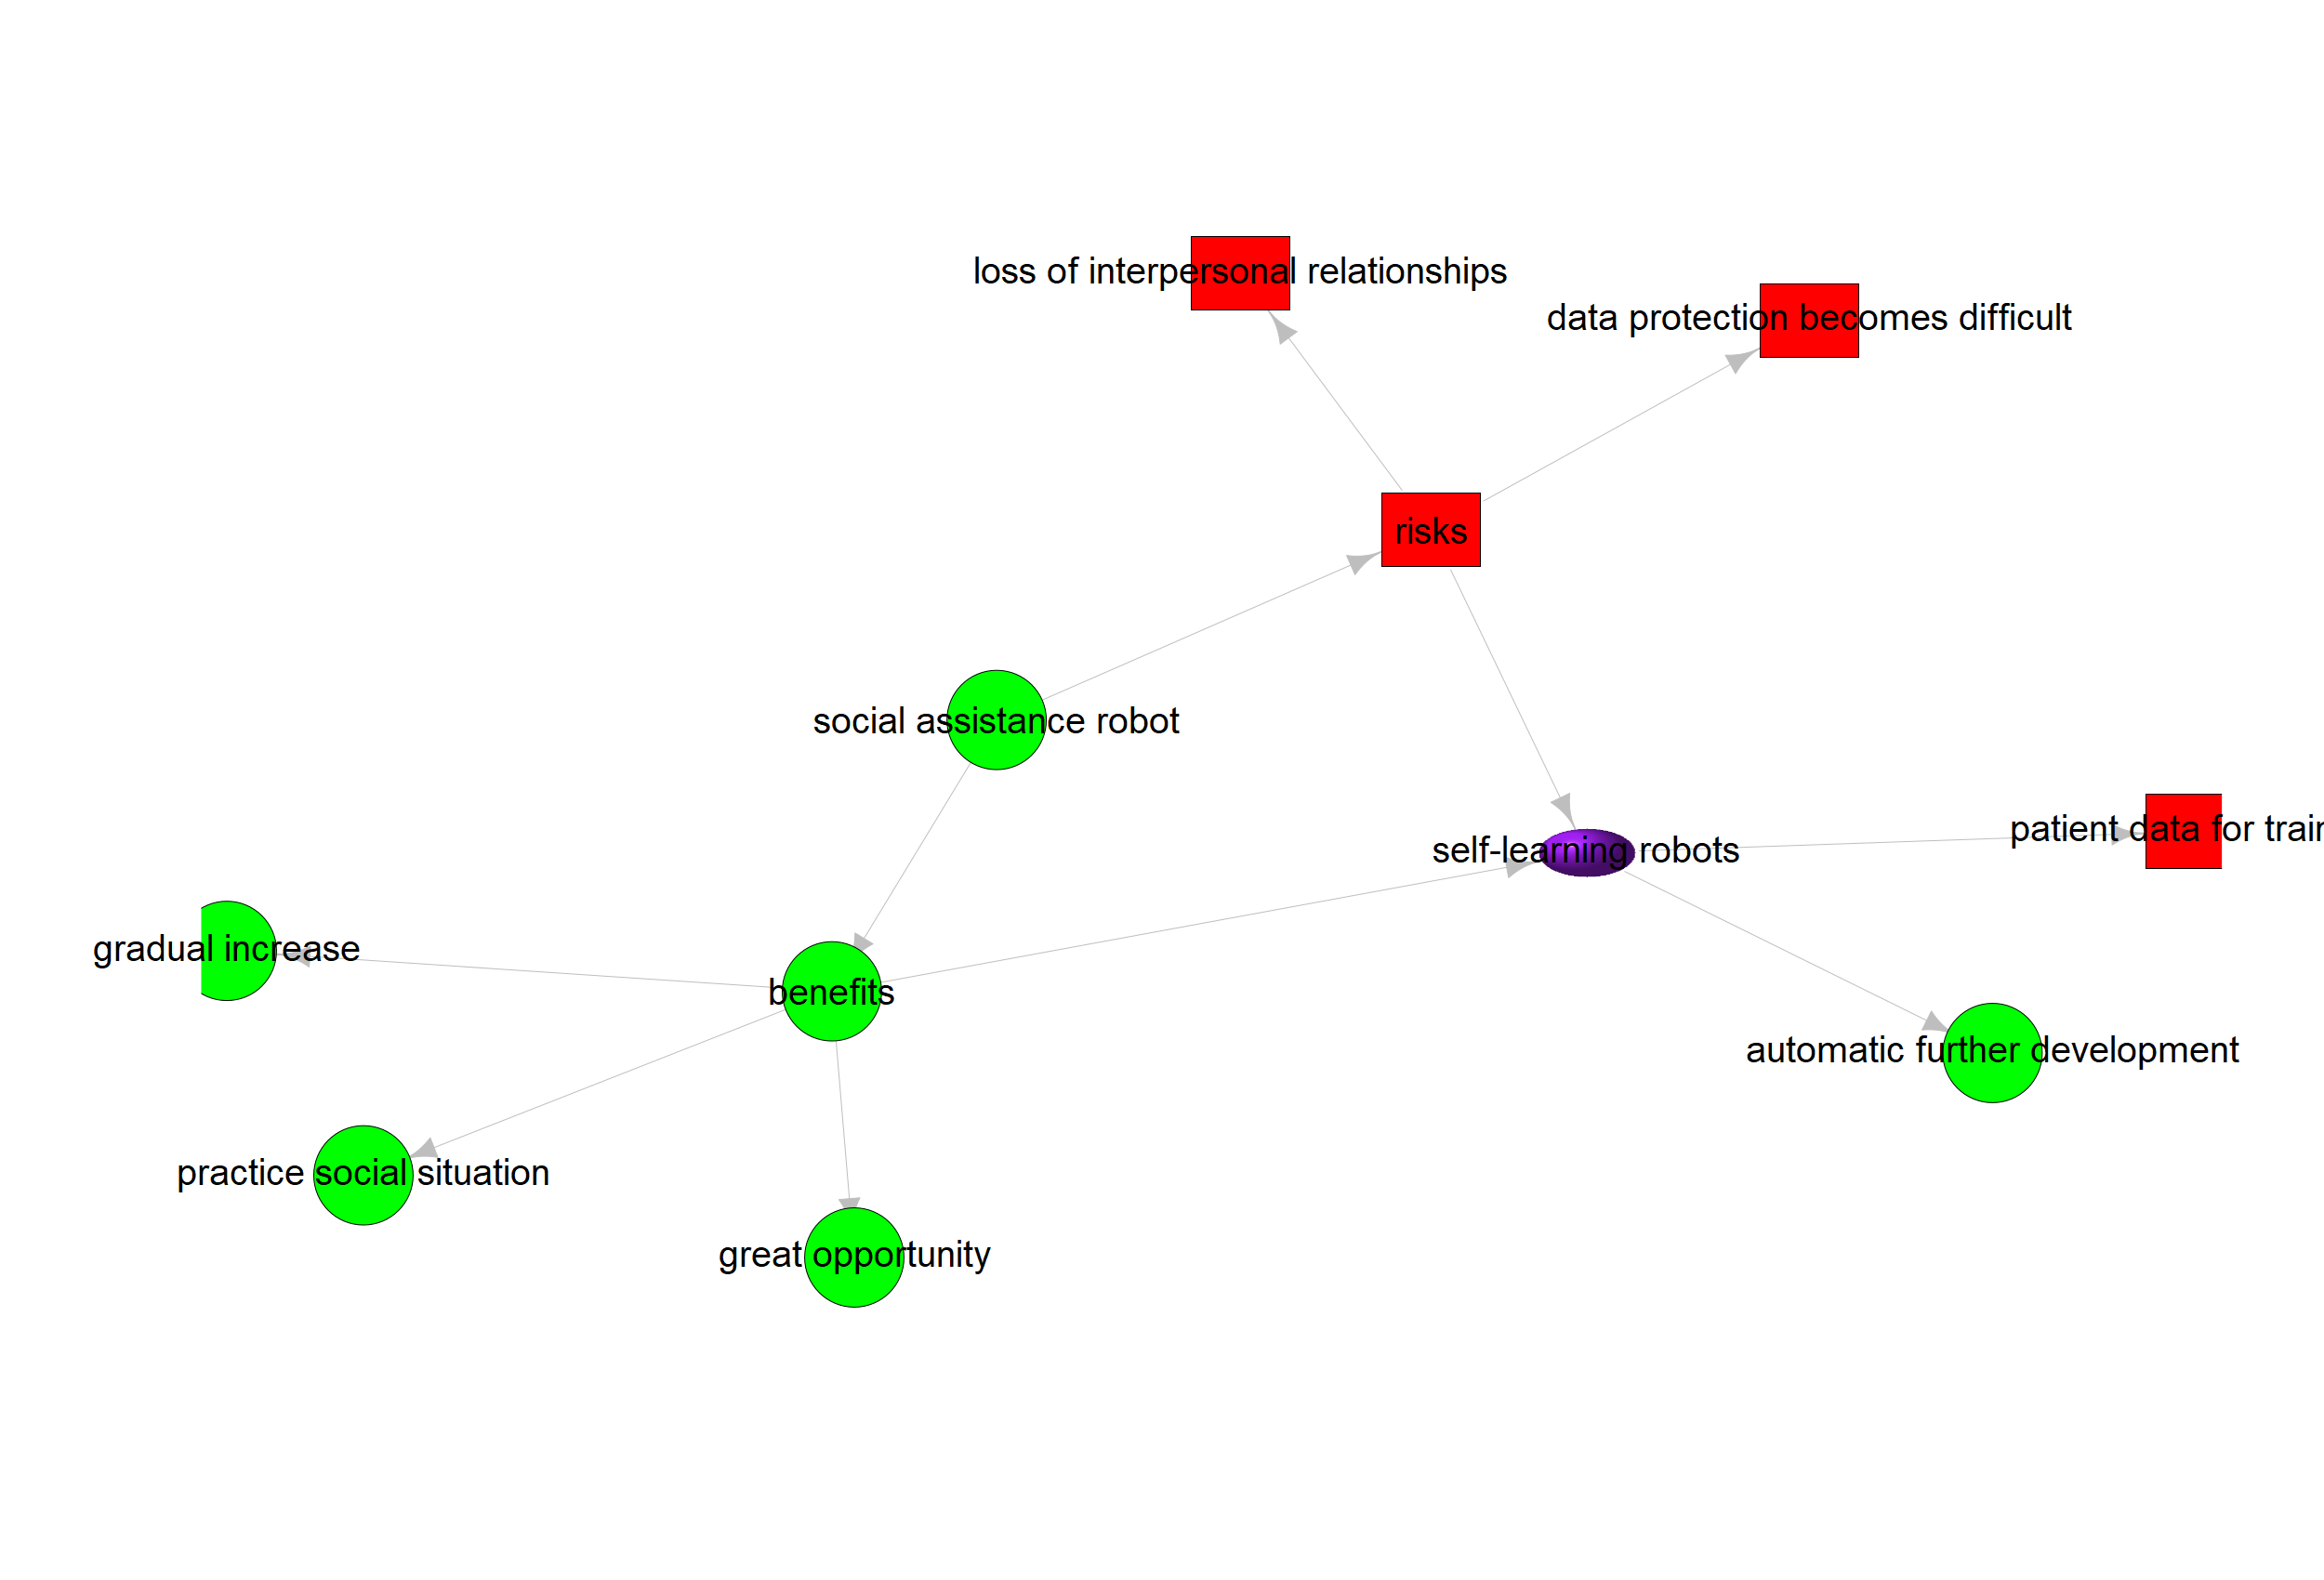 loss of interpersonal relationships
data protection becomes difficult
risks
social assistance robot
patient data for
self-learning robots
gradual increase
benefits
automatic further development
practice social situation
great opportunity